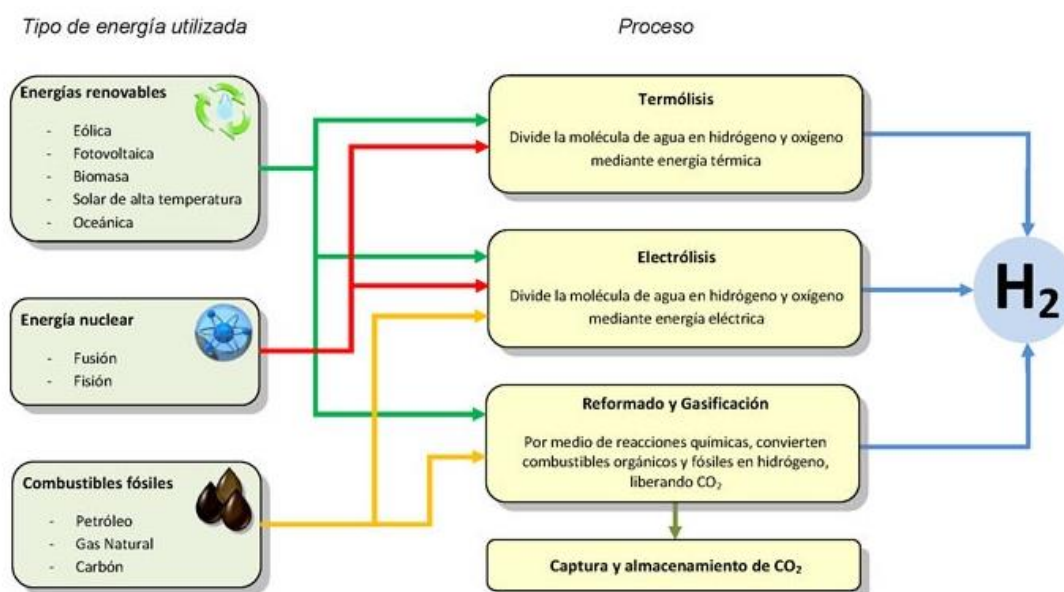 Tipo de energía utilizada
Proceso
Energías renovables
- Eólica
- Fotovoltaica
- Biomasa
- Solar de alta temperatura
- Oceánica
Energía nuclear
- Fusión
- Fisión
Combustibles fósiles
- Petróleo
- Gas Natural
- Carbón
Termólisis
Divide la molécula de agua en hidrógeno y oxígeno
mediante energía térmica
Electrólisis
Divide la molécula de agua en hidrógeno y oxígeno
mediante energía eléctrica
Reformado y Gasificación
Por medio de reacciones químicas, convierten
combustibles orgánicos y fósiles en hidrógeno,
liberando CO₂
Captura y almacenamiento de CO₂
H₂